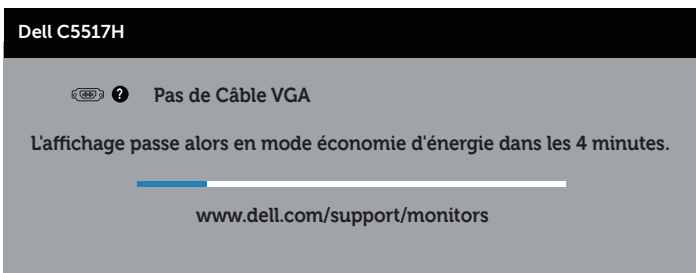 Dell C5517H
? Pas de Câble VGA
L'affichage passe alors en mode économie d'énergie dans les 4 minutes.
www.dell.com/support/monitors